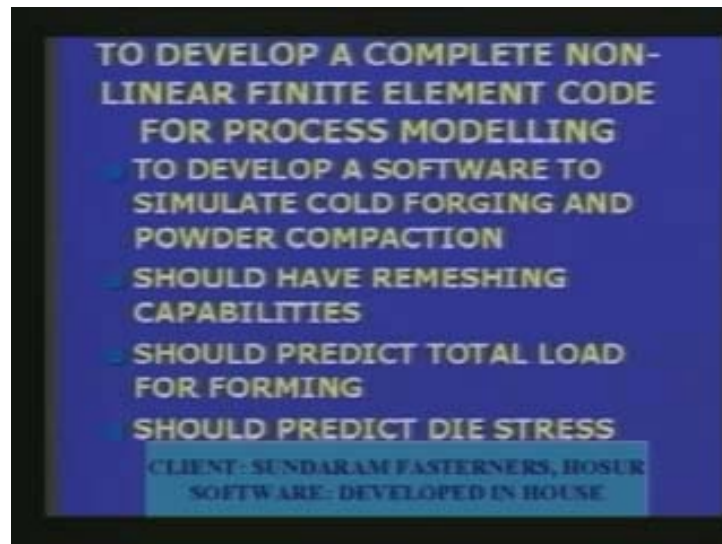 TO DEVELOP A COMPLETE NON-
LINEAR FINITE ELEMENT CODE
FOR PROCESS MODELLING
TO DEVELOP A SOFTWARE TO
SIMULATE COLD FORGING AND
POWDER COMPACTION
SHOULD HAVE REMESHING
CAPABILITIES
SHOULD PREDICT TOTAL LOAD
FOR FORMING
SHOULD PREDICT DIE STRESS
CLIENT: SUNDARAM FASTERNERS, HOSUR
SOFTWARE: DEVELOPED IN HOUSE